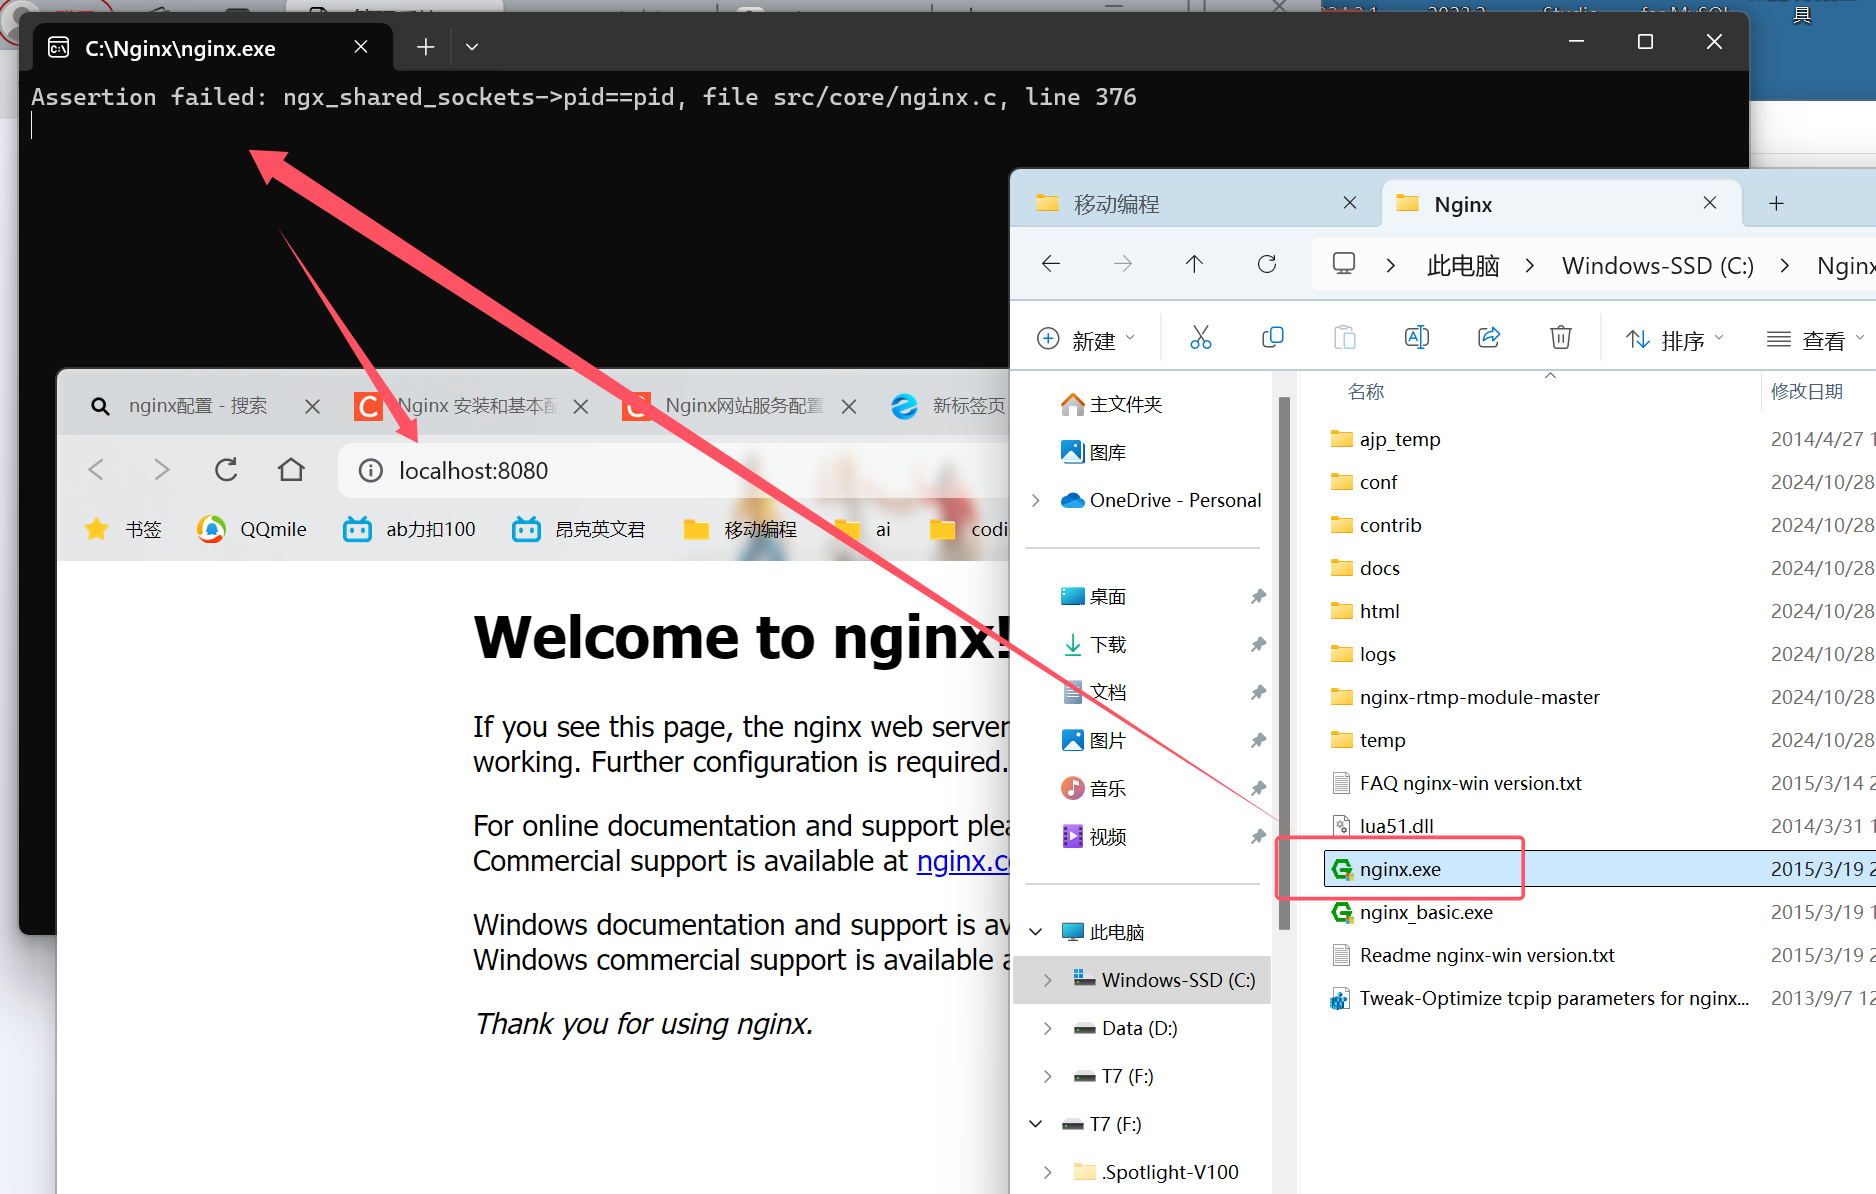 具
C:\Nginx\nginx.exe
Assertion failed: ngx_shared_sockets->pid==pid, file src/core/nginx.c, line 376
移动编程
Nginx
此电脑 > Windows-SSD (C:) > Nginx
新建
排序
查看
nginx配置 - 搜索
Nginx 安装和基本配
Nginx网站服务配置
新标签页
localhost:8080
书签
QQmile
ab力扣100
昂克英文君
移动编程
ai
codi
Welcome to nginx!
If you see this page, the nginx web server
working. Further configuration is required.
For online documentation and support plea
Commercial support is available at nginx.co
Windows documentation and support is av
Windows commercial support is available a
Thank you for using nginx.
主文件夹
图库
OneDrive - Personal
桌面
下载
文档
图片
音乐
视频
此电脑
Windows-SSD (C:)
Data (D:)
T7 (F:)
T7 (F:)
.Spotlight-V100
名称
修改日期
ajp_temp
2014/4/27 1
conf
2024/10/28
contrib
2024/10/28
docs
2024/10/28
html
2024/10/28
logs
2024/10/28
nginx-rtmp-module-master
2024/10/28
temp
2024/10/28
FAQ nginx-win version.txt
2015/3/14 2
lua51.dll
2014/3/31 1
nginx.exe
2015/3/19 2
nginx_basic.exe
2015/3/19 1
Readme nginx-win version.txt
2015/3/19 2
Tweak-Optimize tcpip parameters for nginx...
2013/9/7 12